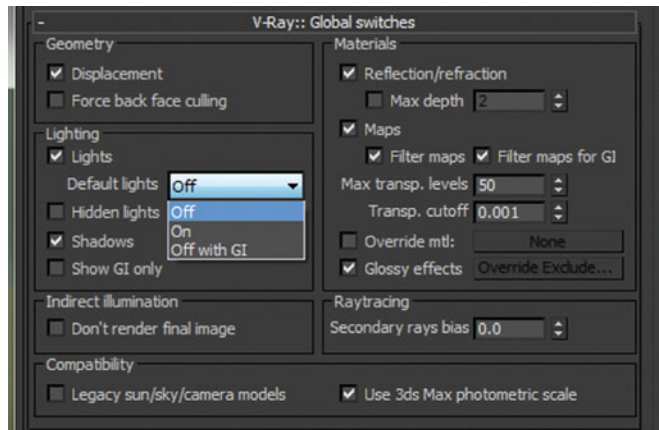 - V-Ray:: Global switches
Geometry
Displacement
Force back face culling
Lighting
Lights
Default lights Off
Off
On
Off with GI
Hidden lights
Shadows
Show GI only
Indirect illumination
Don't render final image
Materials
Reflection/refraction
Max depth 2
Maps
Filter maps Filter maps for GI
Max transp. levels 50
Transp. cutoff 0.001
Override mtl: None
Glossy effects Override Exclude...
Raytracing
Secondary rays bias 0.0
Compatibility
Legacy sun/sky/camera models Use 3ds Max photometric scale